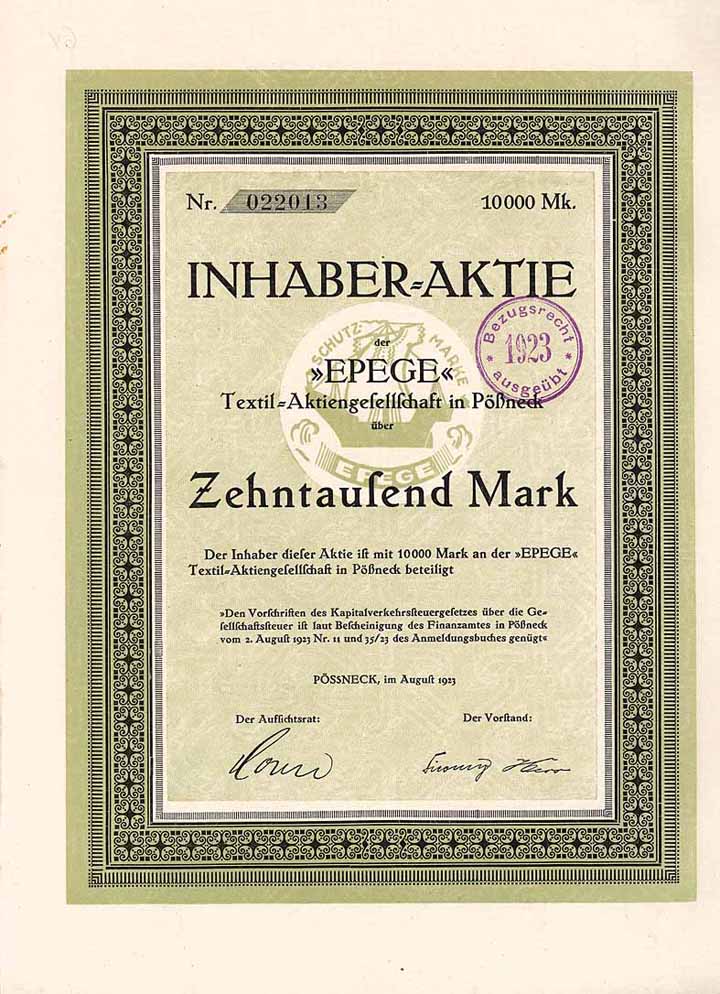 Nr. 022013 10000 Mk.
INHABER-AKTIE
der
SCHUTZ-MARKE
»EPEGE«
Textil-Aktiengeſellſchaft in Pößneck
über
EPEGE
* Bezugsrecht *
1923
ausgeübt
Zehntauſend Mark
Der Inhaber dieſer Aktie iſt mit 10000 Mark an der »EPEGE«
Textil-Aktiengeſellſchaft in Pößneck beteiligt
»Den Vorſchriften des Kapitalverkehrsſteuergeſetzes über die Ge-
ſellſchaftsſteuer iſt laut Beſcheinigung des Finanzamtes in Pößneck
vom 2. Auguſt 1923 Nr. 11 und 35/23 des Anmeldungsbuches genügt«
PÖSSNECK, im Auguſt 1923
Der Aufſichtsrat: Der Vorſtand: